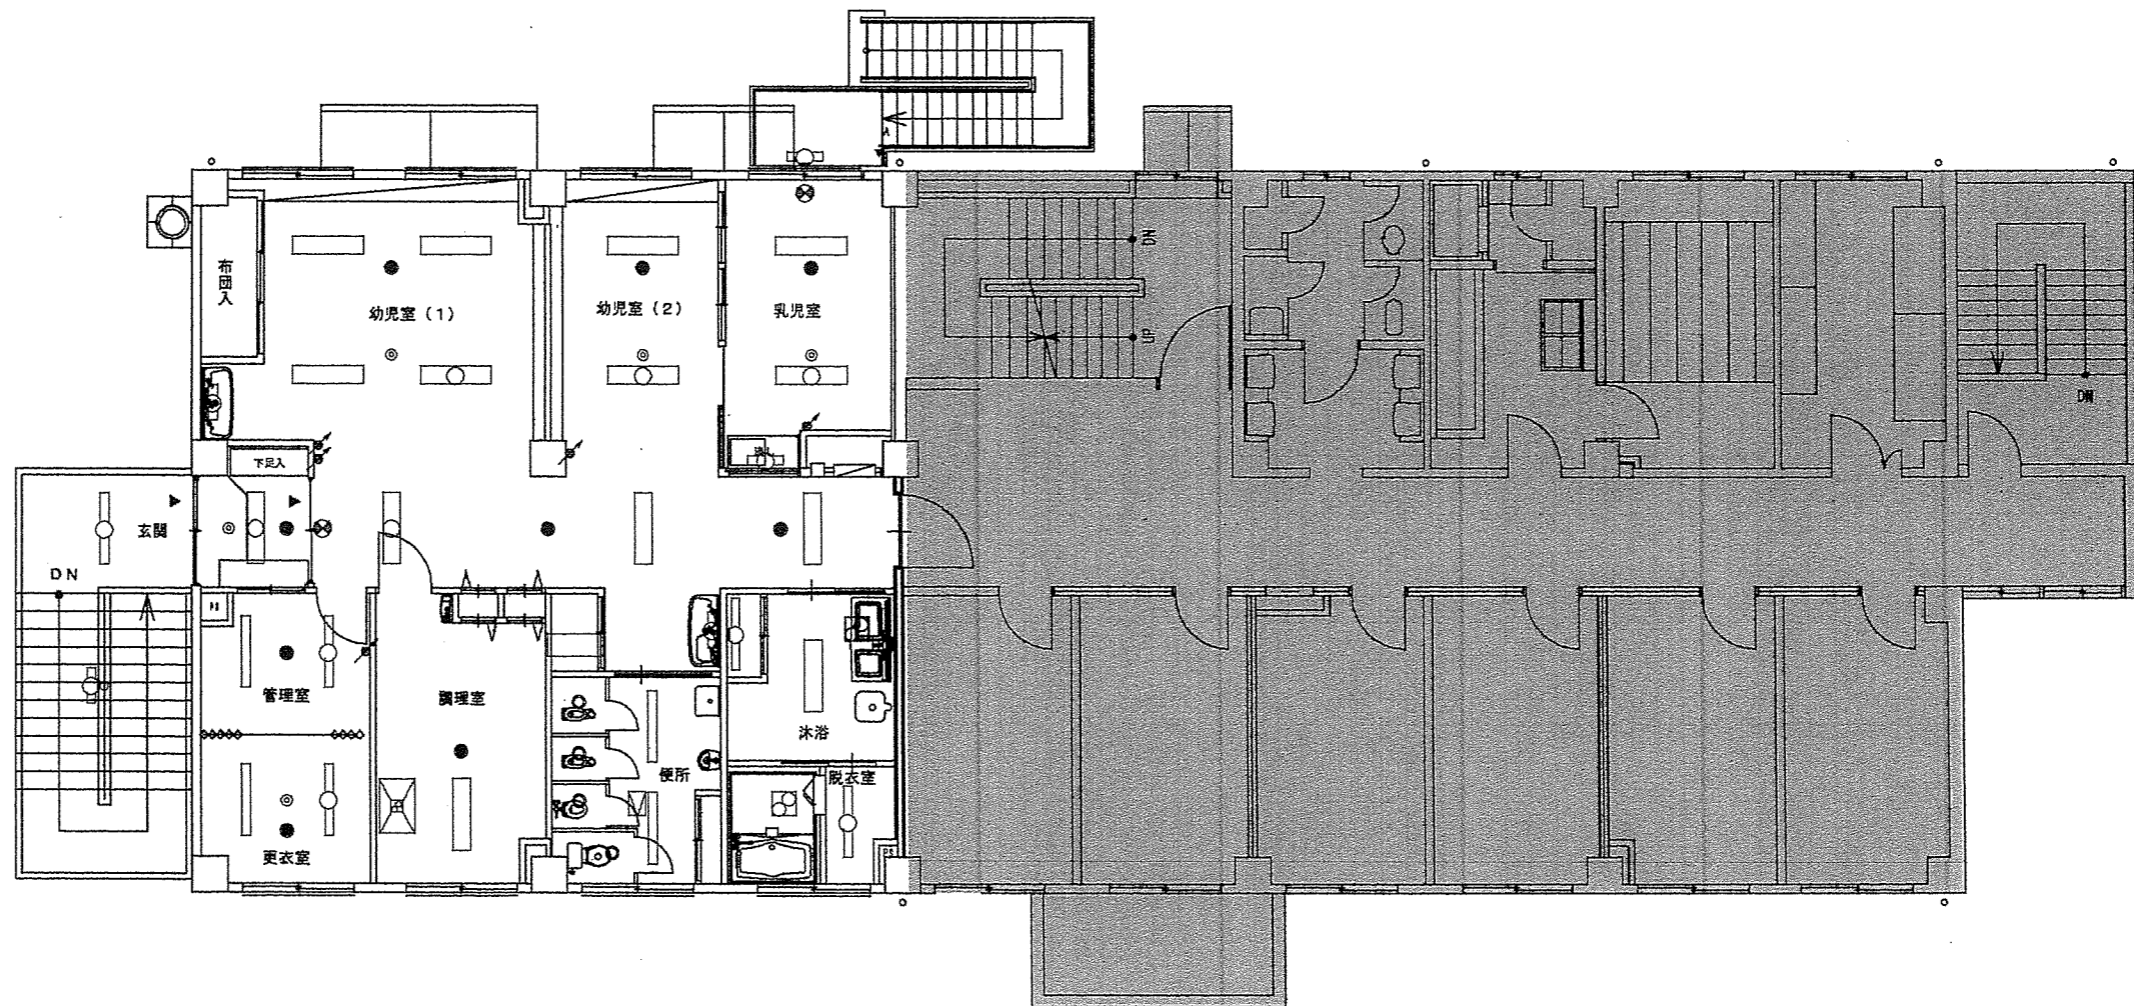 DN
布団入
幼児室（1）
幼児室（2）
乳児室
UP
DN
下足入
玄関
DN
管理室
調理室
沐浴
便所
脱衣室
更衣室
PS